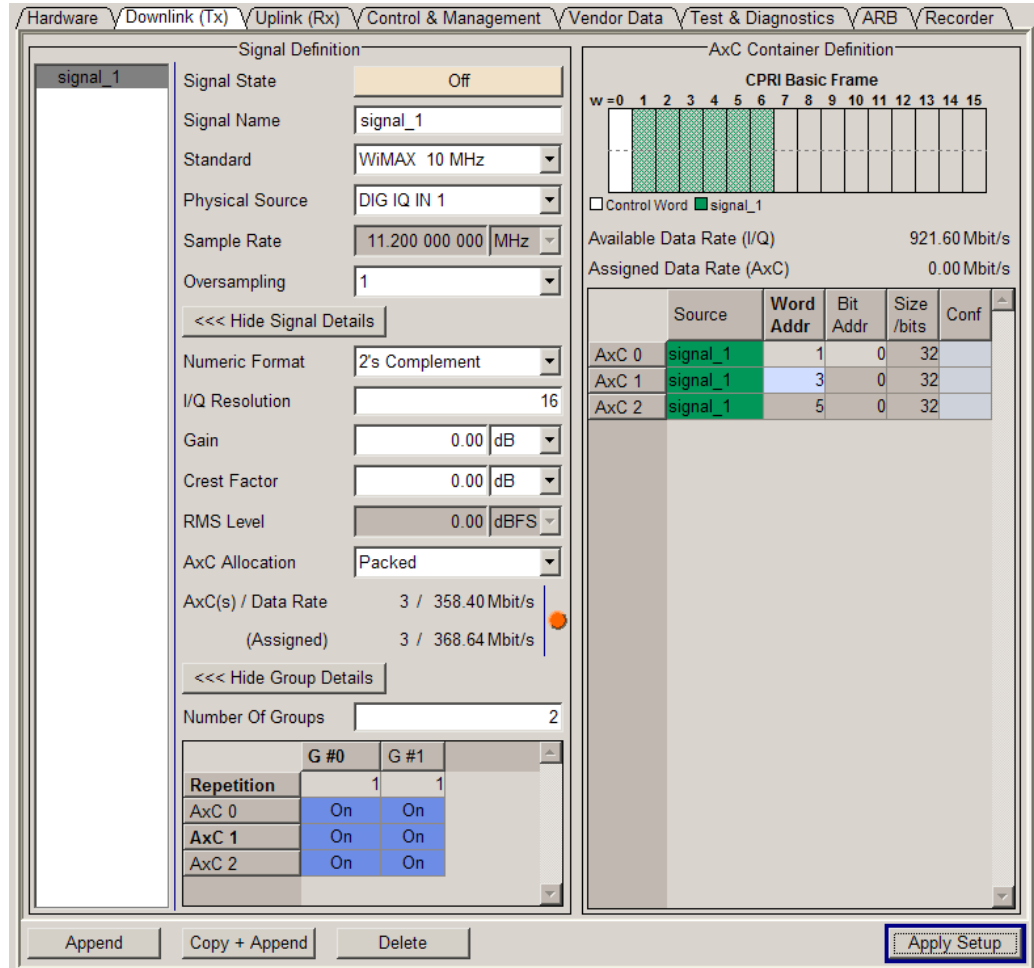 Hardware Downlink (Tx) Uplink (Rx) Control & Management Vendor Data Test & Diagnostics ARB Recorder
Signal Definition
signal_1
Signal State Off
Signal Name signal_1
Standard WiMAX 10 MHz
Physical Source DIG IQ IN 1
Sample Rate 11.200 000 000 MHz
Oversampling 1
<<< Hide Signal Details
Numeric Format 2's Complement
I/Q Resolution 16
Gain 0.00 dB
Crest Factor 0.00 dB
RMS Level 0.00 dBFS
AxC Allocation Packed
AxC(s) / Data Rate 3 / 358.40 Mbit/s
(Assigned) 3 / 368.64 Mbit/s
<<< Hide Group Details
Number Of Groups 2
G #0 G #1
Repetition 1 1
AxC 0 On On
AxC 1 On On
AxC 2 On On
AxC Container Definition
CPRI Basic Frame
w =0 1 2 3 4 5 6 7 8 9 10 11 12 13 14 15
Control Word signal_1
Available Data Rate (I/Q) 921.60 Mbit/s
Assigned Data Rate (AxC) 0.00 Mbit/s
Source Word Addr Bit Addr Size /bits Conf
AxC 0 signal_1 1 0 32
AxC 1 signal_1 3 0 32
AxC 2 signal_1 5 0 32
Append Copy + Append Delete Apply Setup